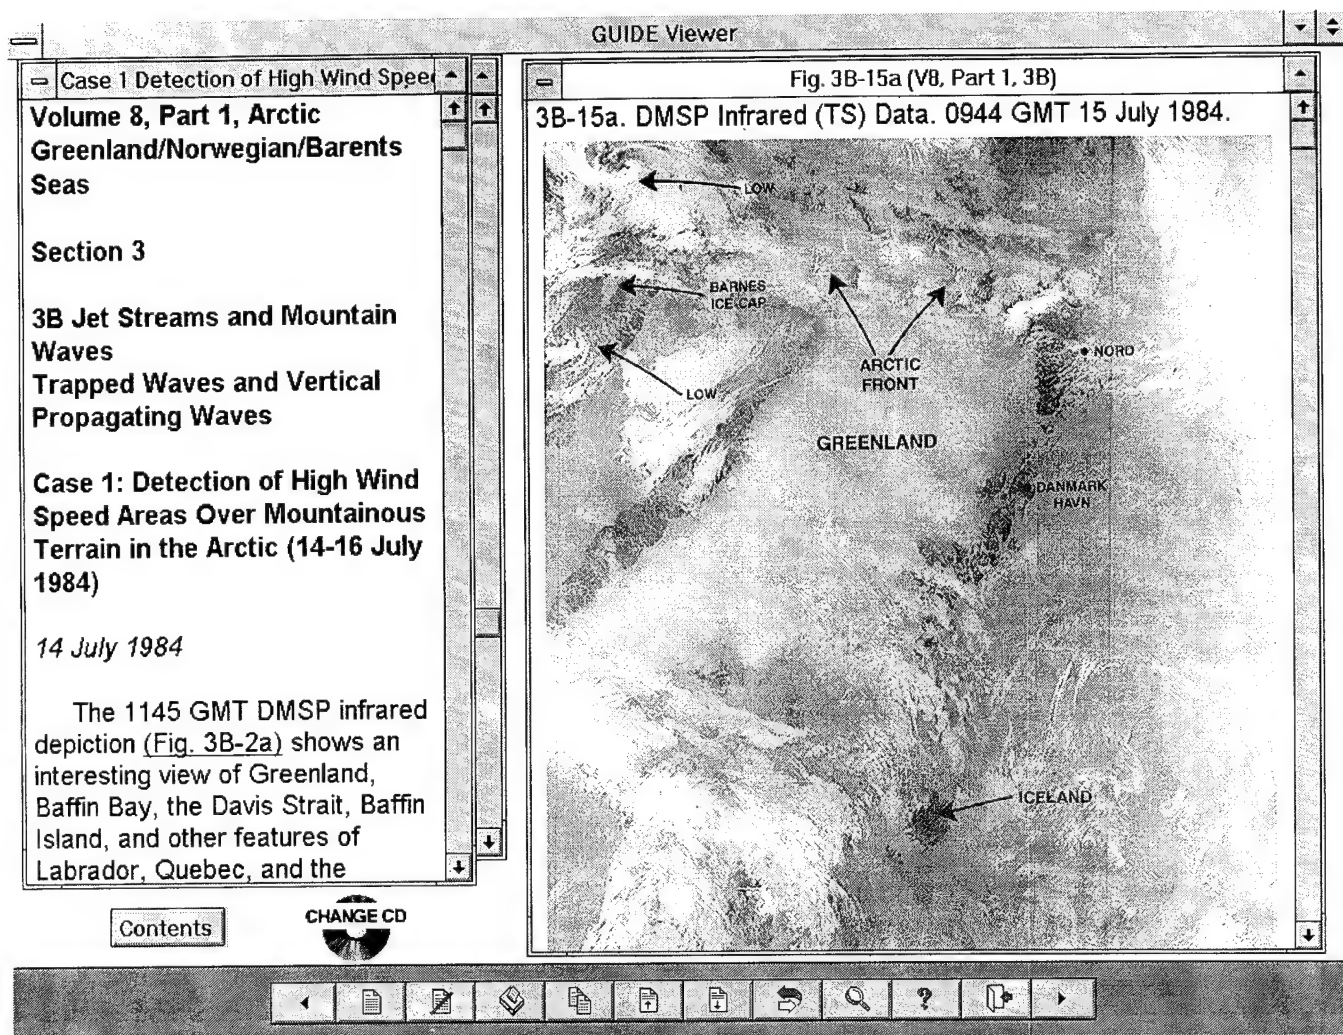 GUIDE Viewer
Case 1 Detection of High Wind Speed
Volume 8, Part 1, Arctic
Greenland/Norwegian/Barents
Seas
Section 3
3B Jet Streams and Mountain
Waves
Trapped Waves and Vertical
Propagating Waves
Case 1: Detection of High Wind
Speed Areas Over Mountainous
Terrain in the Arctic (14-16 July
1984)
14 July 1984
The 1145 GMT DMSP infrared
depiction (Fig. 3B-2a) shows an
interesting view of Greenland,
Baffin Bay, the Davis Strait, Baffin
Island, and other features of
Labrador, Quebec, and the
Contents
CHANGE CD
Fig. 3B-15a (V8, Part 1, 3B)
3B-15a. DMSP Infrared (TS) Data. 0944 GMT 15 July 1984.
LOW
BARNES
ICE CAP
LOW
ARCTIC
FRONT
NORD
GREENLAND
DANMARK
HAVN
ICELAND
?